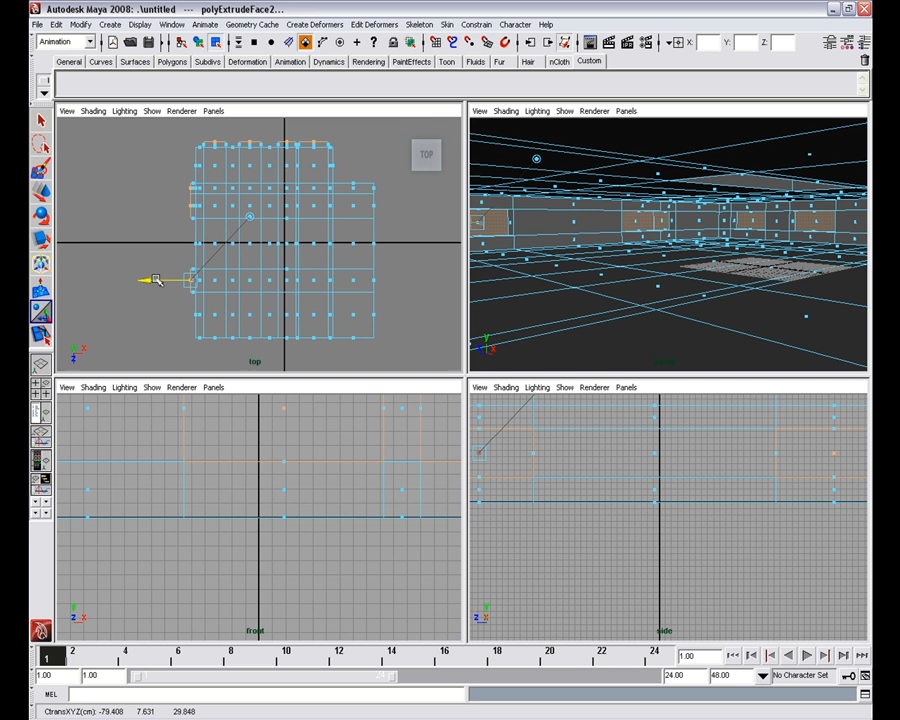 Autodesk Maya 2008: .\untitled --- polyExtrudeFace2...
File Edit Modify Create Display Window Assets Animate Geometry Cache Create Deformers Edit Deformers Skeleton Skin Constraint Character Help
Animation X: Y: Z:
General Curves Surfaces Polygons Subdivs Deformation Animation Dynamics Rendering PaintEffects Toon Fluids Fur Hair nCloth Custom
View Shading Lighting Show Renderer Panels
View Shading Lighting Show Renderer Panels
TOP
y x
z
top
y
z x
View Shading Lighting Show Renderer Panels
View Shading Lighting Show Renderer Panels
y
z x
front
y
z x
side
1 2 4 6 8 10 12 14 16 18 20 22 24 1.00
1.00 1.00 24 24.00 48.00 No Character Set
MEL
CtransXYZ(cm): -79.408 7.631 29.848